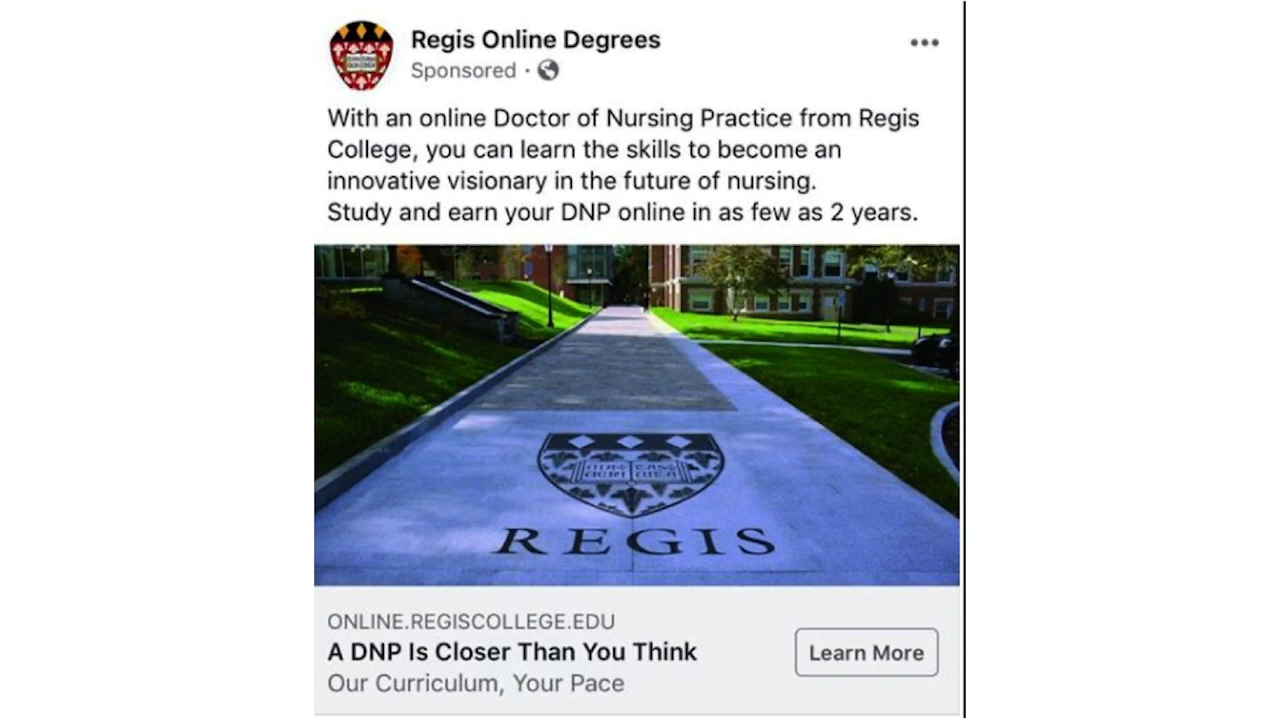 Regis Online Degrees
Sponsored ·
With an online Doctor of Nursing Practice from Regis
College, you can learn the skills to become an
innovative visionary in the future of nursing.
Study and earn your DNP online in as few as 2 years.
REGIS
ONLINE.REGISCOLLEGE.EDU
A DNP Is Closer Than You Think
Learn More
Our Curriculum, Your Pace